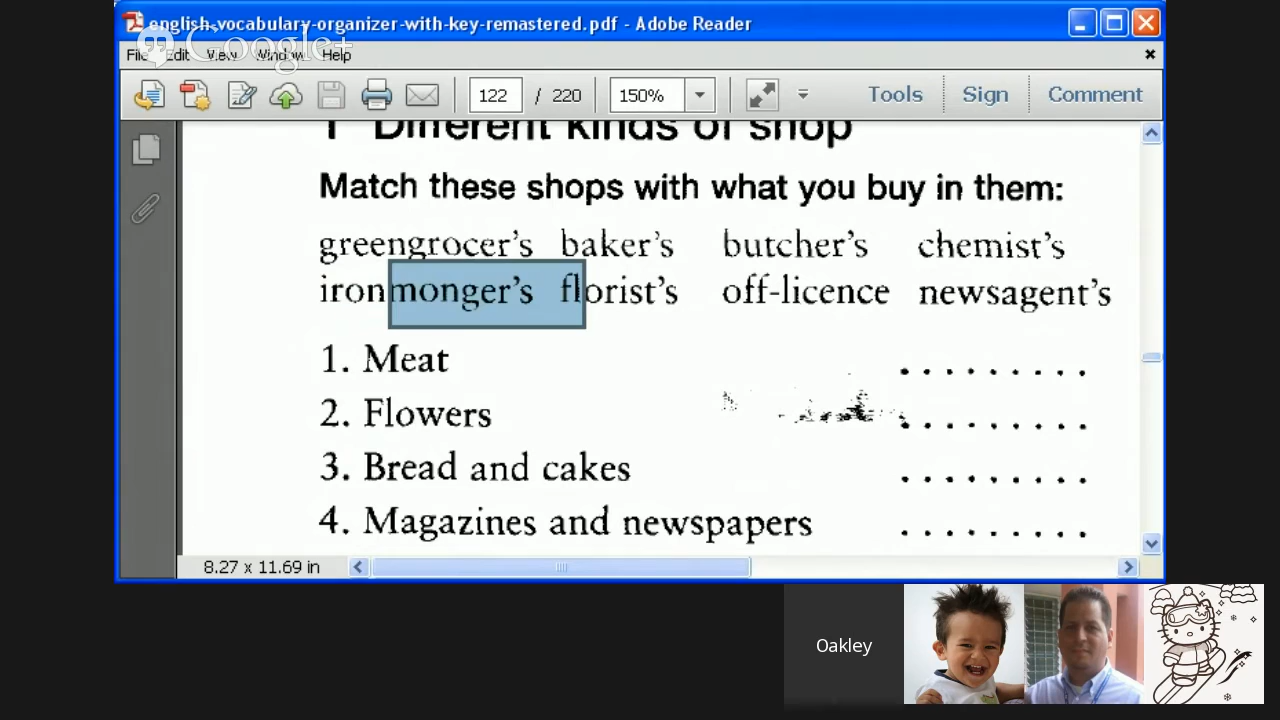 english-vocabulary-organizer-with-key-remastered.pdf - Adobe Reader
Google+
File Edit View Window Help
122 / 220 150% Tools Sign Comment
1 Different kinds of shop
Match these shops with what you buy in them:
greengrocer's baker's butcher's chemist's
ironmonger's florist's off-licence newsagent's
1. Meat .........
2. Flowers .........
3. Bread and cakes .........
4. Magazines and newspapers .........
8.27 x 11.69 in
Oakley